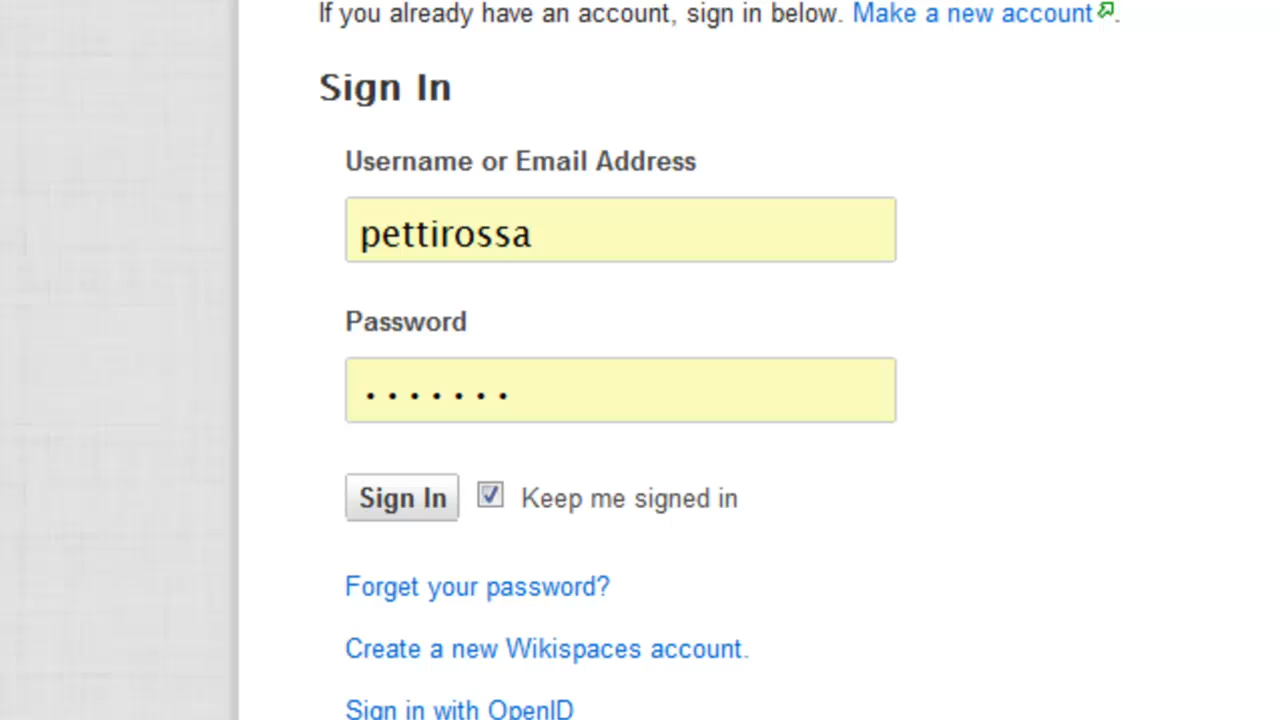 If you already have an account, sign in below. Make a new account.
Sign In
Username or Email Address
pettirossa
Password
.......
Sign In Keep me signed in
Forget your password?
Create a new Wikispaces account.
Sign in with OpenID